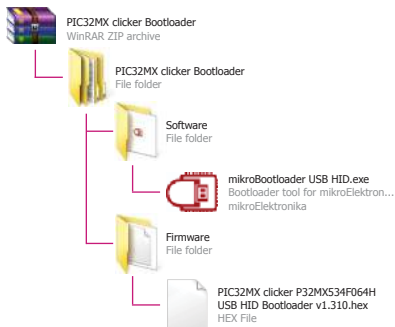 PIC32MX clicker Bootloader
WinRAR ZIP archive
PIC32MX clicker Bootloader
File folder
Software
File folder
mikroBootloader USB HID.exe
Bootloader tool for mikroElektron...
mikroElektronika
Firmware
File folder
PIC32MX clicker P32MX534F064H
USB HID Bootloader v1.310.hex
HEX File